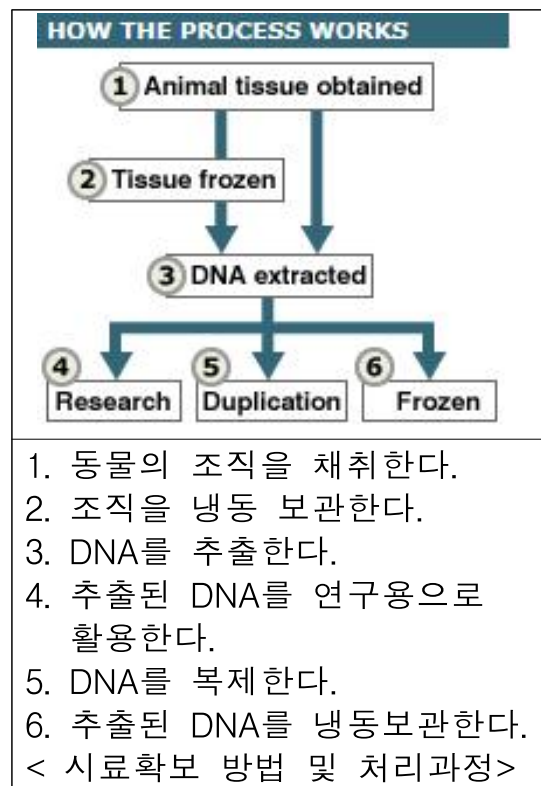 HOW THE PROCESS WORKS
1 Animal tissue obtained
2 Tissue frozen
3 DNA extracted
4 Research
5 Duplication
6 Frozen
1. 동물의 조직을 채취한다.
2. 조직을 냉동 보관한다.
3. DNA를 추출한다.
4. 추출된 DNA를 연구용으로
활용한다.
5. DNA를 복제한다.
6. 추출된 DNA를 냉동보관한다.
< 시료확보 방법 및 처리과정>